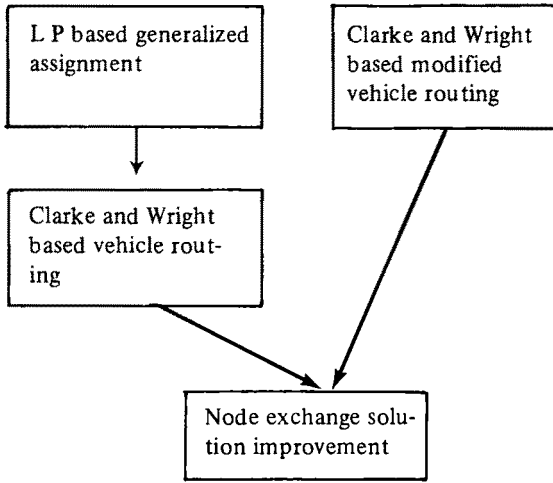 L P based generalized
assignment
Clarke and Wright
based modified
vehicle routing
Clarke and Wright
based vehicle rout-
ing
Node exchange solu-
tion improvement